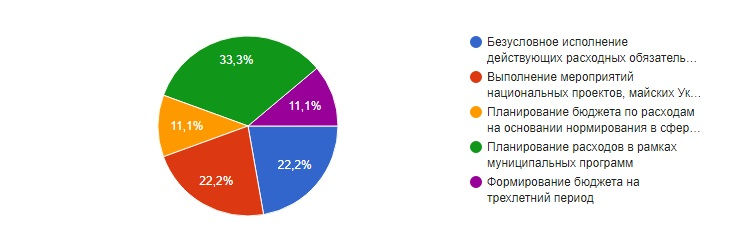 33,3%
11,1%
11,1%
22,2%
22,2%
Безусловное исполнение
действующих расходных обязатель…
Выполнение мероприятий
национальных проектов, майских Ук…
Планирование бюджета по расходам
на основании нормирования в сфер…
Планирование расходов в рамках
муниципальных программ
Формирование бюджета на
трехлетний период